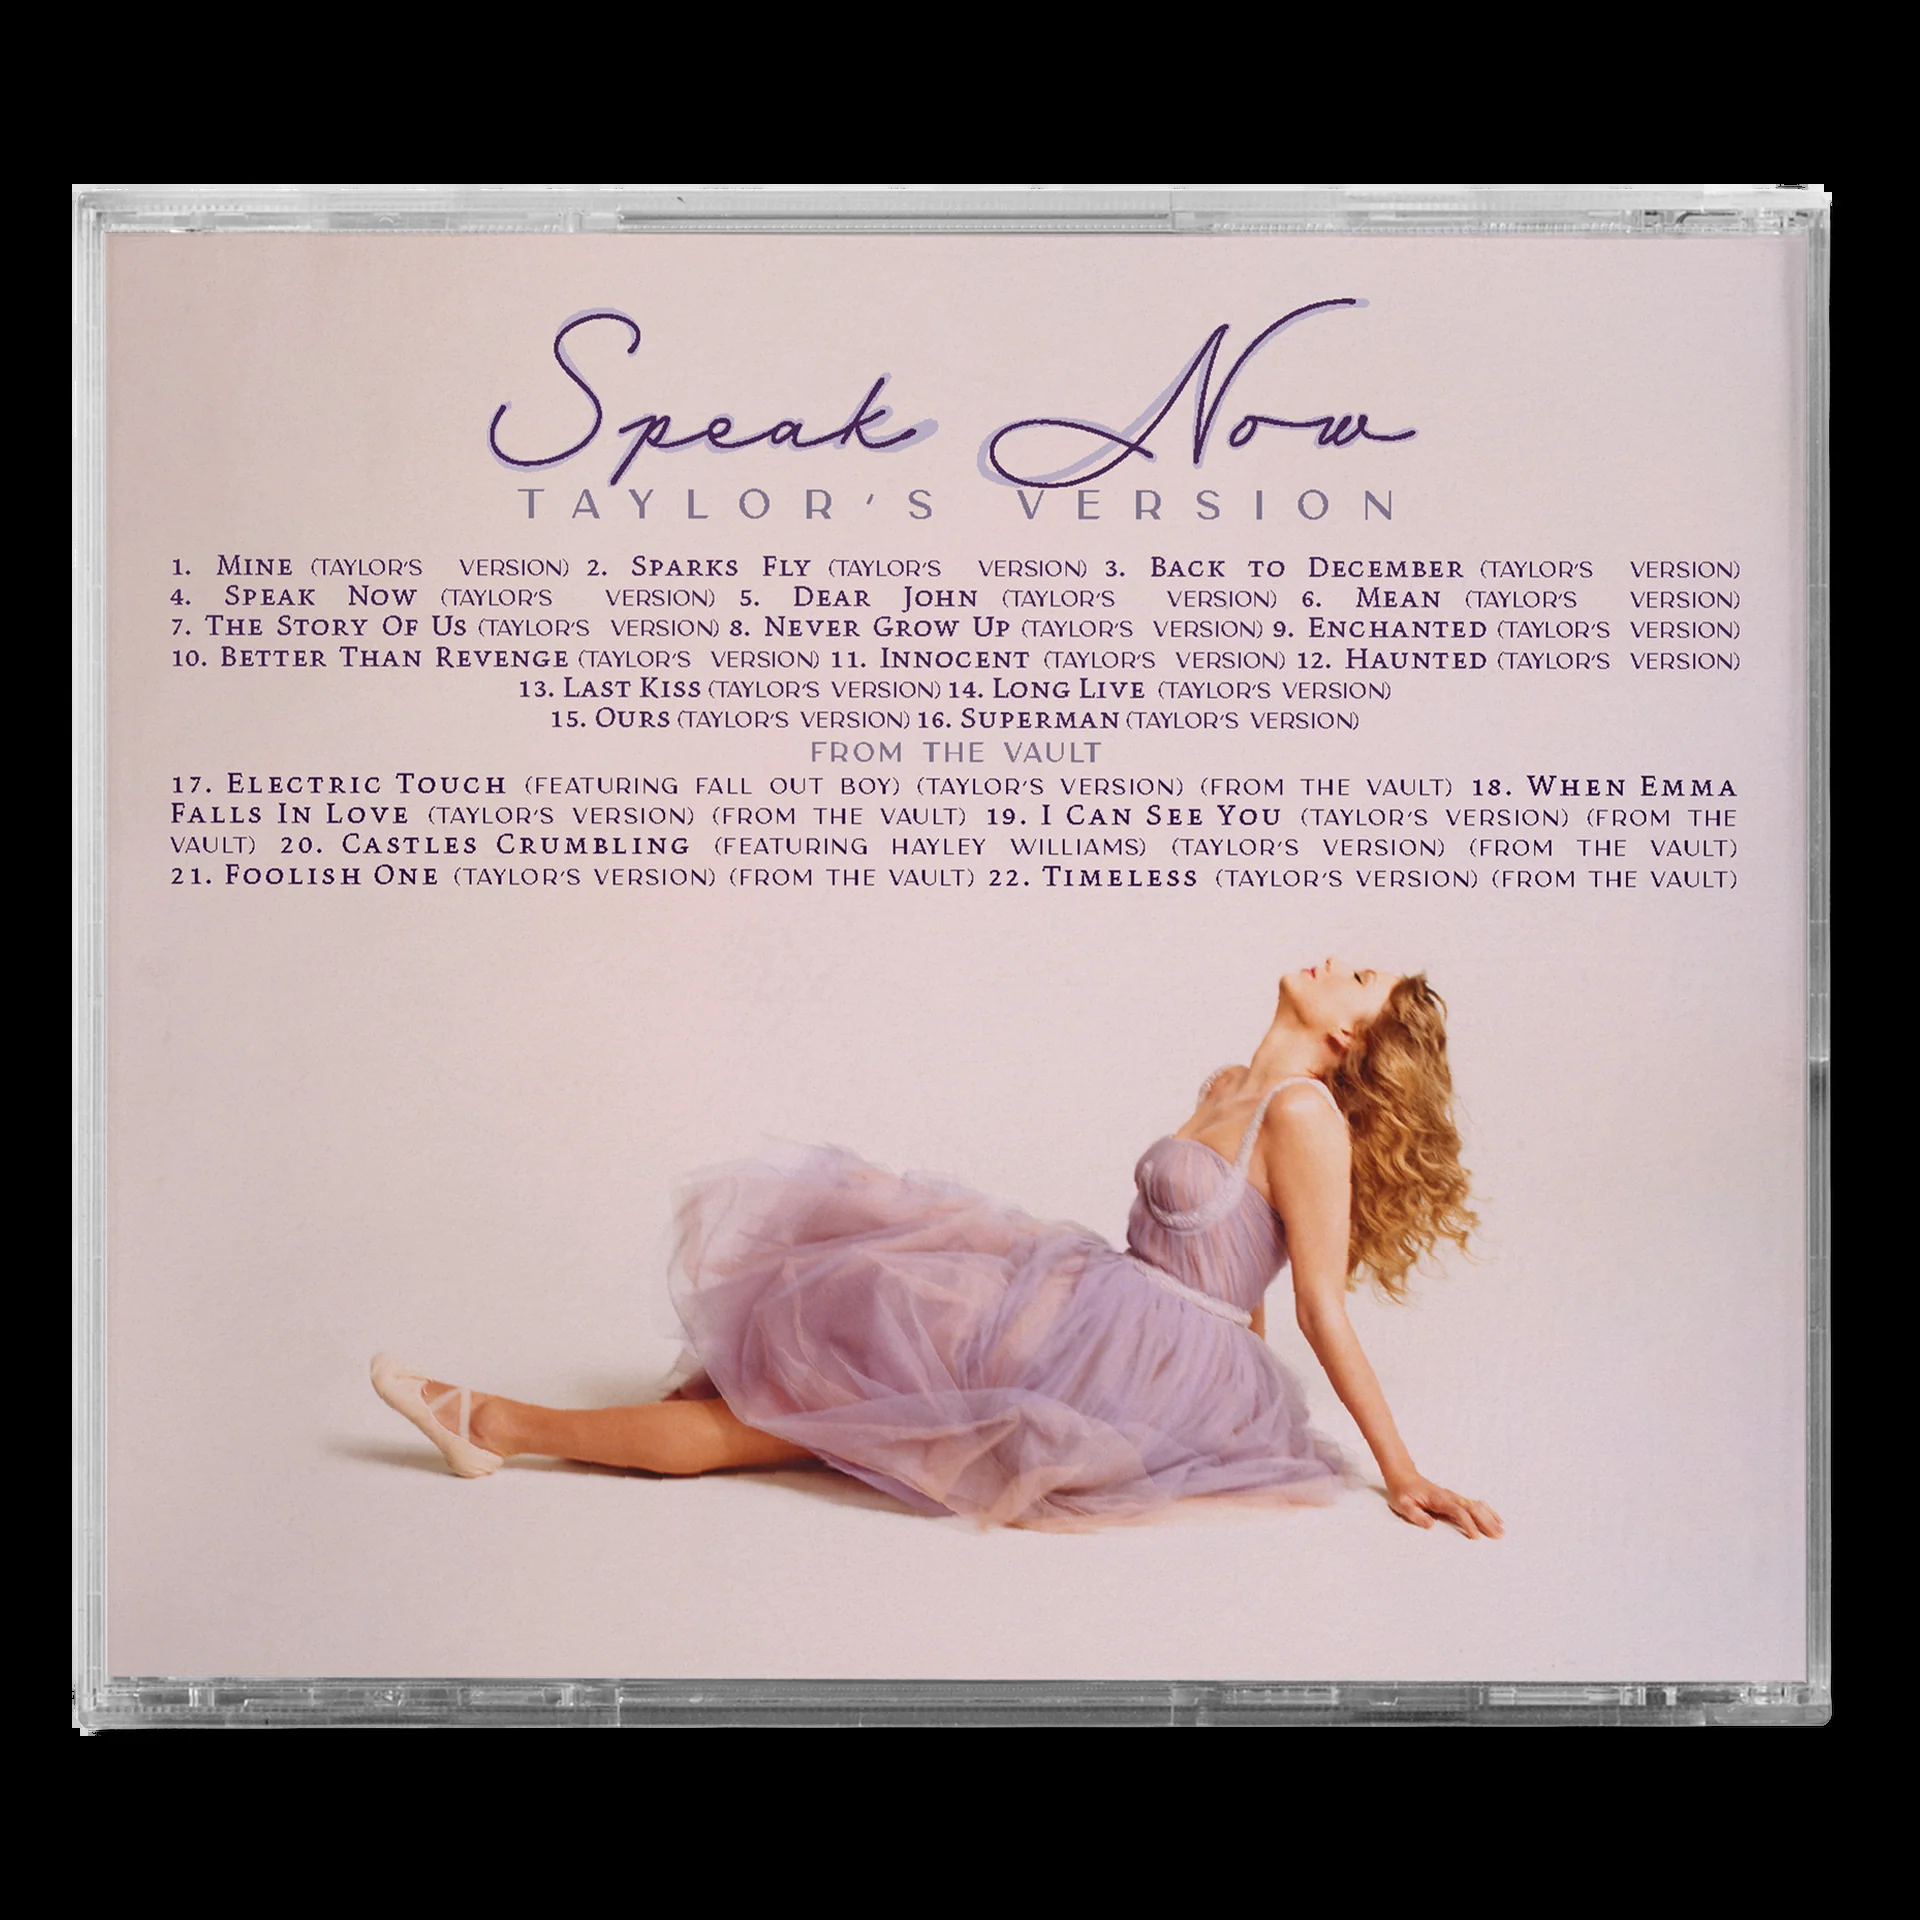 Speak Now
TAYLOR'S VERSION
1. MINE (TAYLOR'S VERSION) 2. SPARKS FLY (TAYLOR'S VERSION) 3. BACK TO DECEMBER (TAYLOR'S VERSION)
4. SPEAK NOW (TAYLOR'S VERSION) 5. DEAR JOHN (TAYLOR'S VERSION) 6. MEAN (TAYLOR'S VERSION)
7. THE STORY OF US (TAYLOR'S VERSION) 8. NEVER GROW UP (TAYLOR'S VERSION) 9. ENCHANTED (TAYLOR'S VERSION)
10. BETTER THAN REVENGE (TAYLOR'S VERSION) 11. INNOCENT (TAYLOR'S VERSION) 12. HAUNTED (TAYLOR'S VERSION)
13. LAST KISS (TAYLOR'S VERSION) 14. LONG LIVE (TAYLOR'S VERSION)
15. OURS (TAYLOR'S VERSION) 16. SUPERMAN (TAYLOR'S VERSION)
FROM THE VAULT
17. ELECTRIC TOUCH (FEATURING FALL OUT BOY) (TAYLOR'S VERSION) (FROM THE VAULT) 18. WHEN EMMA
FALLS IN LOVE (TAYLOR'S VERSION) (FROM THE VAULT) 19. I CAN SEE YOU (TAYLOR'S VERSION) (FROM THE
VAULT) 20. CASTLES CRUMBLING (FEATURING HAYLEY WILLIAMS) (TAYLOR'S VERSION) (FROM THE VAULT)
21. FOOLISH ONE (TAYLOR'S VERSION) (FROM THE VAULT) 22. TIMELESS (TAYLOR'S VERSION) (FROM THE VAULT)